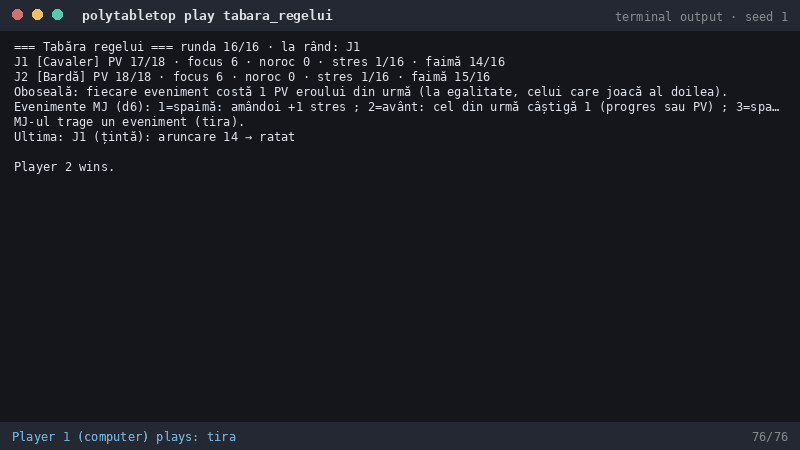 polytabletop play tabara_regelui
terminal output · seed 1
=== Tabăra regelui === runda 16/16 · la rând: J1
J1 [Cavaler] PV 17/18 · focus 6 · noroc 0 · stres 1/16 · faimă 14/16
J2 [Bardă] PV 18/18 · focus 6 · noroc 0 · stres 1/16 · faimă 15/16
Oboseală: fiecare eveniment costă 1 PV eroului din urmă (la egalitate, celui care joacă al doilea).
Evenimente MJ (d6): 1=spaimă: amândoi +1 stres ; 2=avânt: cel din urmă câștigă 1 (progres sau PV) ; 3=spa…
MJ-ul trage un eveniment (tira).
Ultima: J1 (țintă): aruncare 14 → ratat
Player 2 wins.
Player 1 (computer) plays: tira
76/76